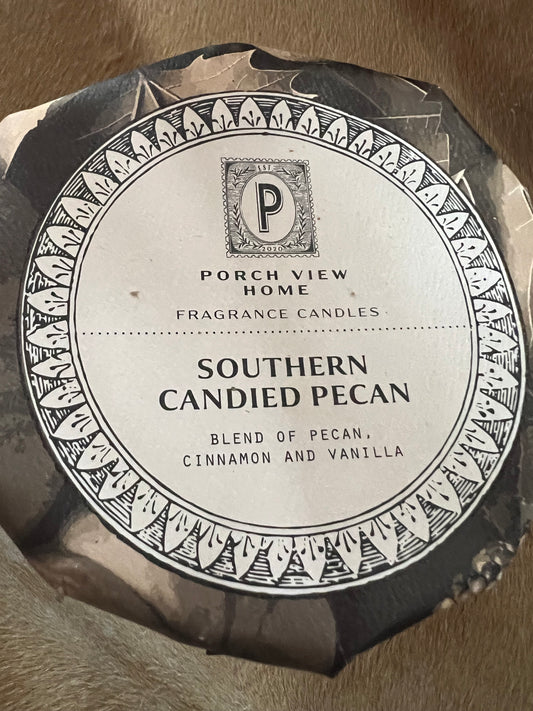 EST
P
2020
PORCH VIEW
HOME
FRAGRANCE CANDLES
SOUTHERN
CANDIED PECAN
BLEND OF PECAN,
CINNAMON AND VANILLA